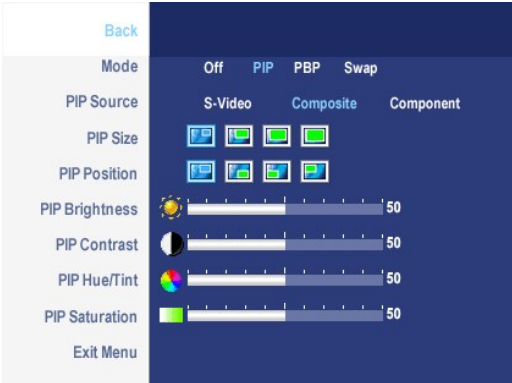 Back
Mode Off PIP PBP Swap
PIP Source S-Video Composite Component
PIP Size
PIP Position
PIP Brightness 50
PIP Contrast 50
PIP Hue/Tint 50
PIP Saturation 50
Exit Menu